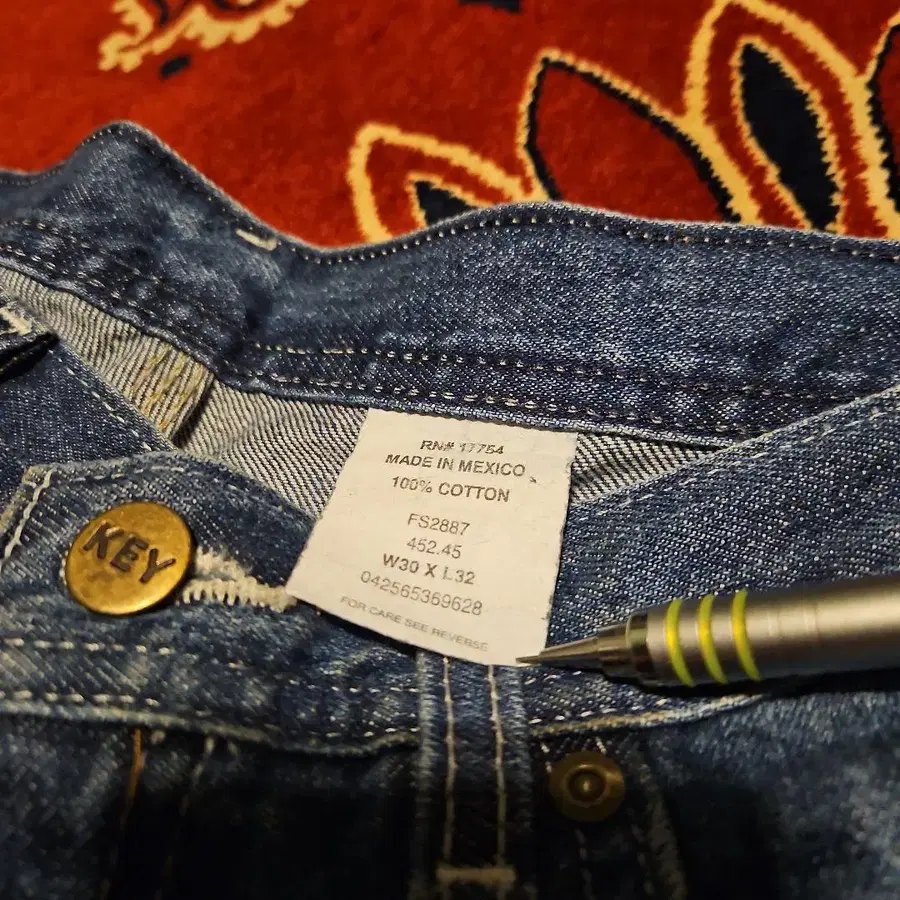 KEY
RN# 17754
MADE IN MEXICO
100% COTTON
FS2887
452.45
W30 X L32
042565369628
FOR CARE SEE REVERSE